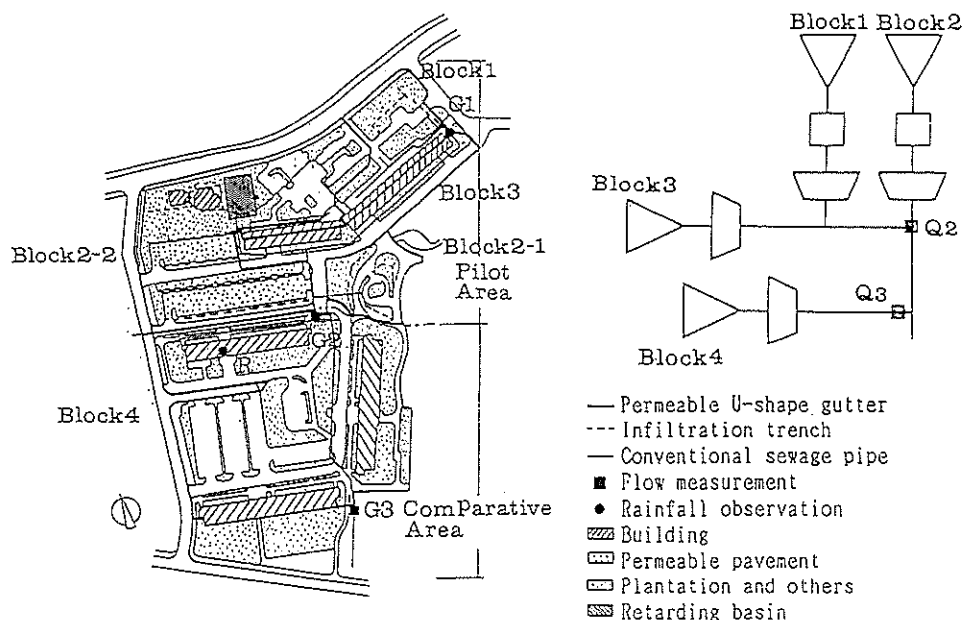 Block1
G1
Block3
Block2-2
Block2-1
Pilot
Area
G2
R
Block4
G3 ComParative
Area
Block1 Block2
Block3
Q2
Q3
Block4
Permeable U-shape gutter
Infiltration trench
Conventional sewage pipe
Flow measurement
Rainfall observation
Building
Permeable pavement
Plantation and others
Retarding basin